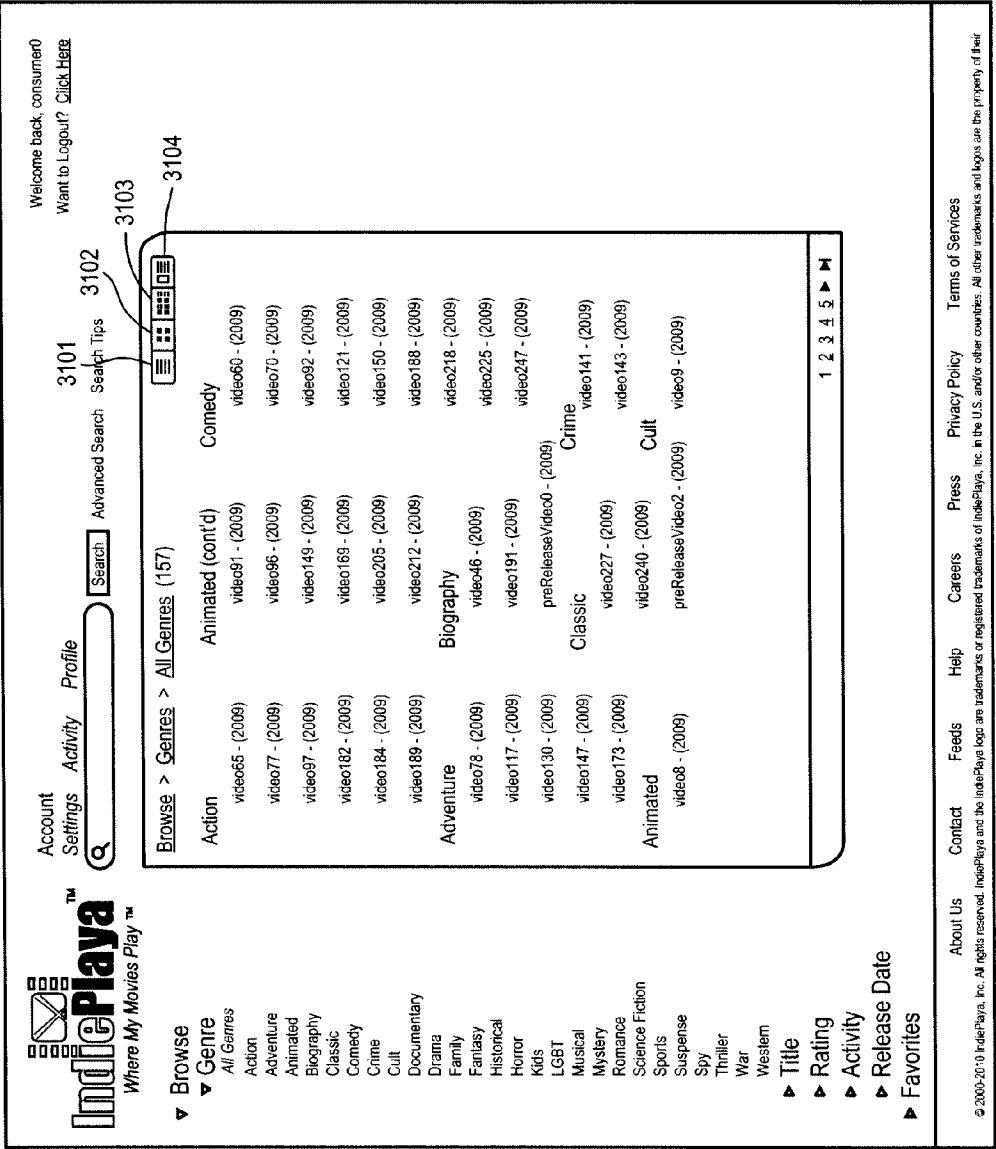 IndiePlaya™
Where My Movies Play ™
Account
Settings Activity Profile
Welcome back, consumer0
Want to Logout? Click Here
Search Advanced Search Search Tips
3101
3102
3103
3104
▼ Browse
▼ Genre
All Genres
Action
Adventure
Animated
Biography
Classic
Comedy
Crime
Cult
Documentary
Drama
Family
Fantasy
Historical
Horror
Kids
LGBT
Musical
Mystery
Romance
Science Fiction
Sports
Suspense
Spy
Thriller
War
Western
▶ Title
▶ Rating
▶ Activity
▶ Release Date
▶ Favorites
Browse > Genres > All Genres (157)
Action
video65 - (2009)
video77 - (2009)
video97 - (2009)
video182 - (2009)
video184 - (2009)
video189 - (2009)
Adventure
video78 - (2009)
video117 - (2009)
video130 - (2009)
video147 - (2009)
video173 - (2009)
Animated
video8 - (2009)
Animated (cont'd)
video91 - (2009)
video96 - (2009)
video149 - (2009)
video169 - (2009)
video205 - (2009)
video212 - (2009)
Biography
video46 - (2009)
video191 - (2009)
preReleaseVideo0 - (2009)
Classic
video227 - (2009)
video240 - (2009)
preReleaseVideo2 - (2009)
Comedy
video60 - (2009)
video70 - (2009)
video92 - (2009)
video121 - (2009)
video150 - (2009)
video188 - (2009)
video218 - (2009)
video225 - (2009)
video247 - (2009)
Crime
video141 - (2009)
video143 - (2009)
Cult
video9 - (2009)
1 2 3 4 5
About Us Contact Feeds Help Careers Press Privacy Policy Terms of Services
© 2000-2010 IndiePlaya, Inc. All rights reserved. IndiePlaya and the IndiePlaya logo are trademarks or registered trademarks of IndiePlaya, Inc. in the U.S. and/or other countries. All other trademarks and logos are the property of their